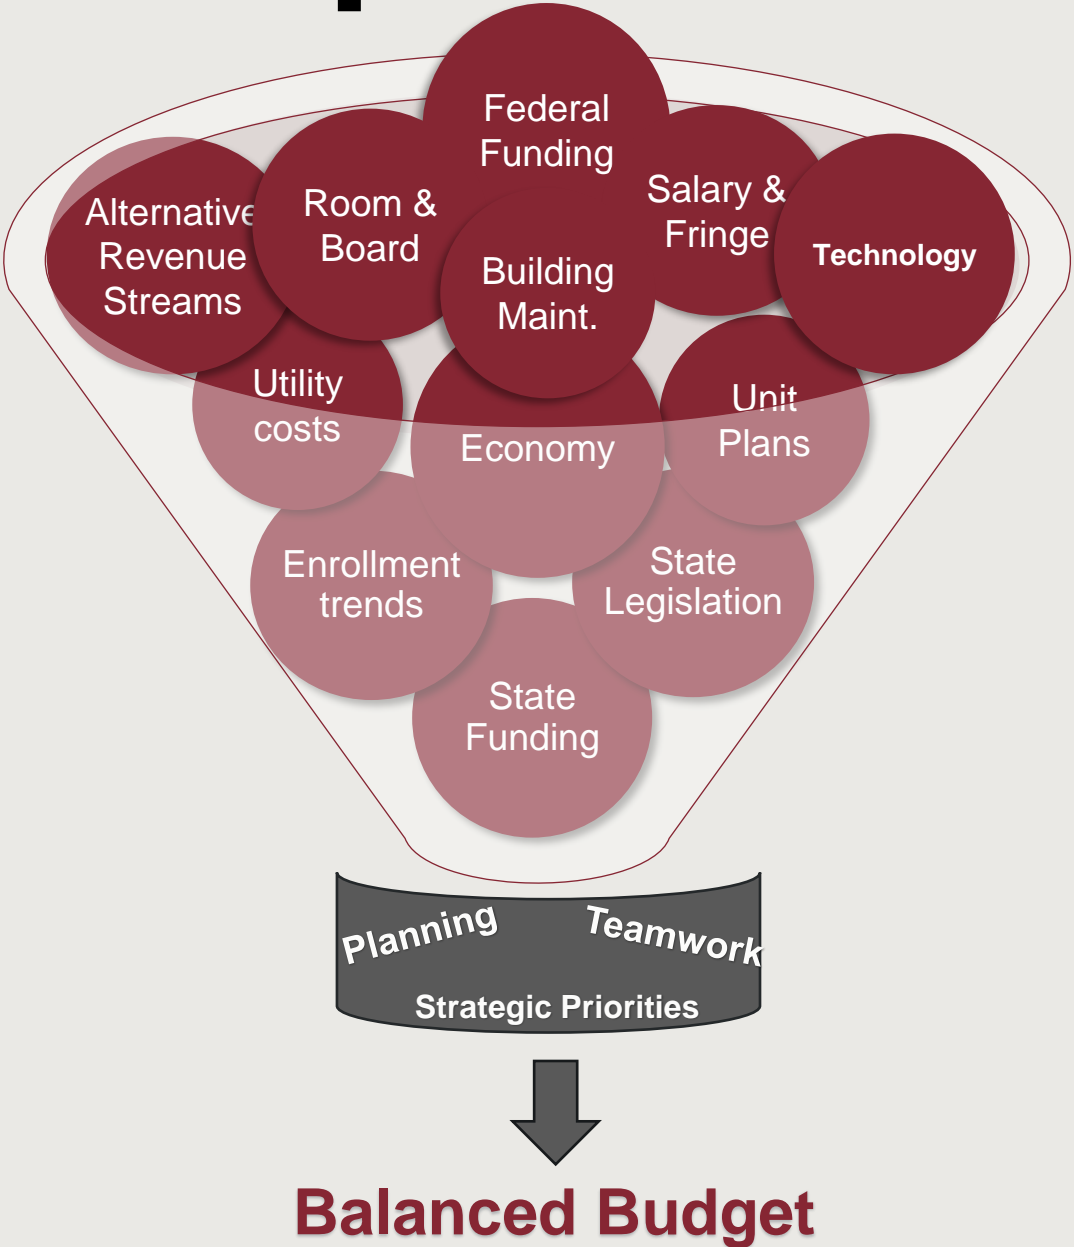 Federal
Funding
Alternative
Revenue
Streams
Room &
Board
Building
Maint.
Salary &
Fringe
Technology
Utility
costs
Economy
Unit
Plans
Enrollment
trends
State
Legislation
State
Funding
Planning
Teamwork
Strategic Priorities
Balanced Budget